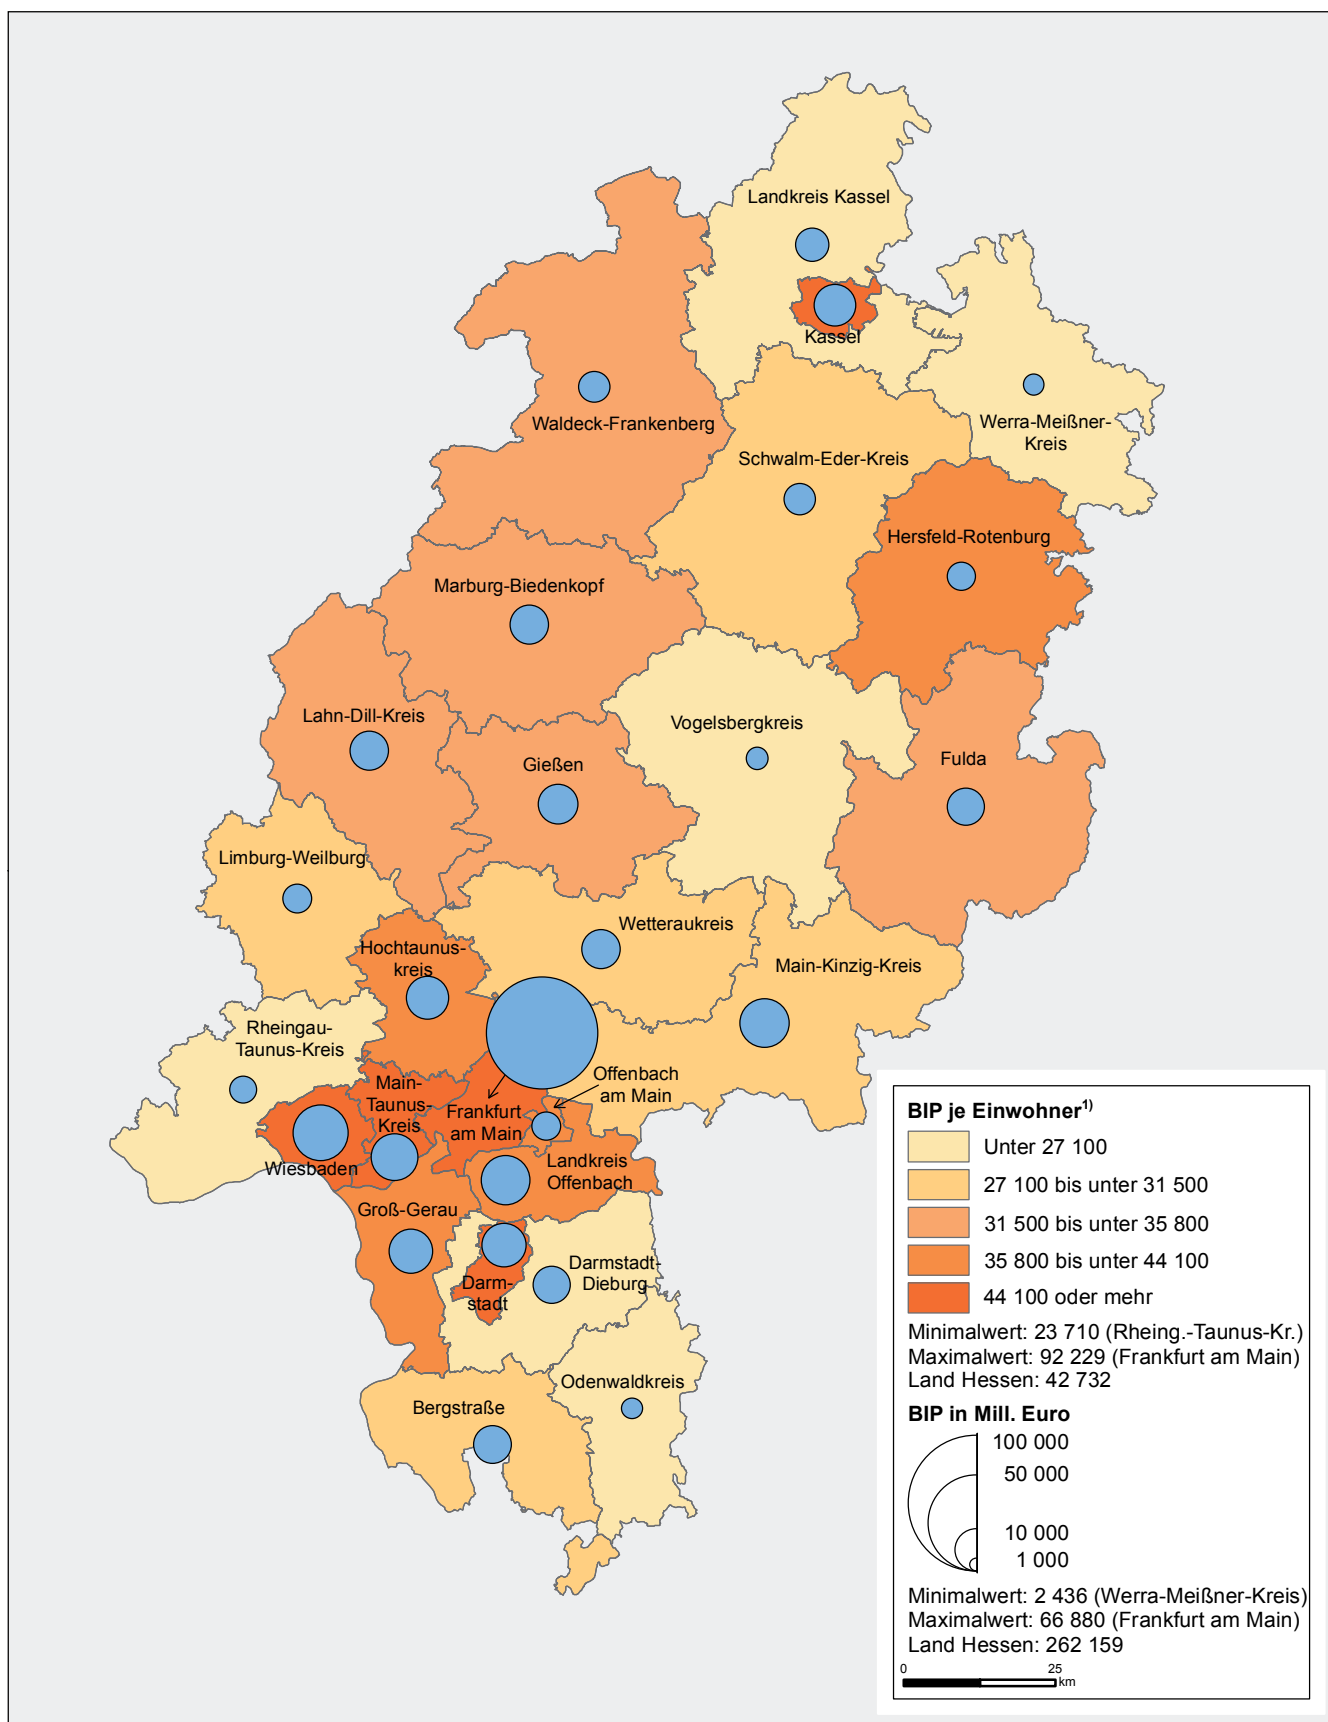 Landkreis Kassel
Kassel
Werra-Meißner-
Kreis
Waldeck-Frankenberg
Schwalm-Eder-Kreis
Hersfeld-Rotenburg
Marburg-Biedenkopf
Lahn-Dill-Kreis
Vogelsbergkreis
Gießen
Fulda
Limburg-Weilburg
Wetteraukreis
Hochtaunus-
kreis
Main-Kinzig-Kreis
Rheingau-
Taunus-Kreis
Offenbach
am Main
Main-
Taunus-
Kreis
Frankfurt
am Main
Wiesbaden
Landkreis
Offenbach
Groß-Gerau
Darmstadt-
Dieburg
Darm-
stadt
Odenwaldkreis
Bergstraße
BIP je Einwohner¹⁾
Unter 27 100
27 100 bis unter 31 500
31 500 bis unter 35 800
35 800 bis unter 44 100
44 100 oder mehr
Minimalwert: 23 710 (Rheing.-Taunus-Kr.)
Maximalwert: 92 229 (Frankfurt am Main)
Land Hessen: 42 732
BIP in Mill. Euro
100 000
50 000
10 000
1 000
Minimalwert: 2 436 (Werra-Meißner-Kreis)
Maximalwert: 66 880 (Frankfurt am Main)
Land Hessen: 262 159
0 25
km